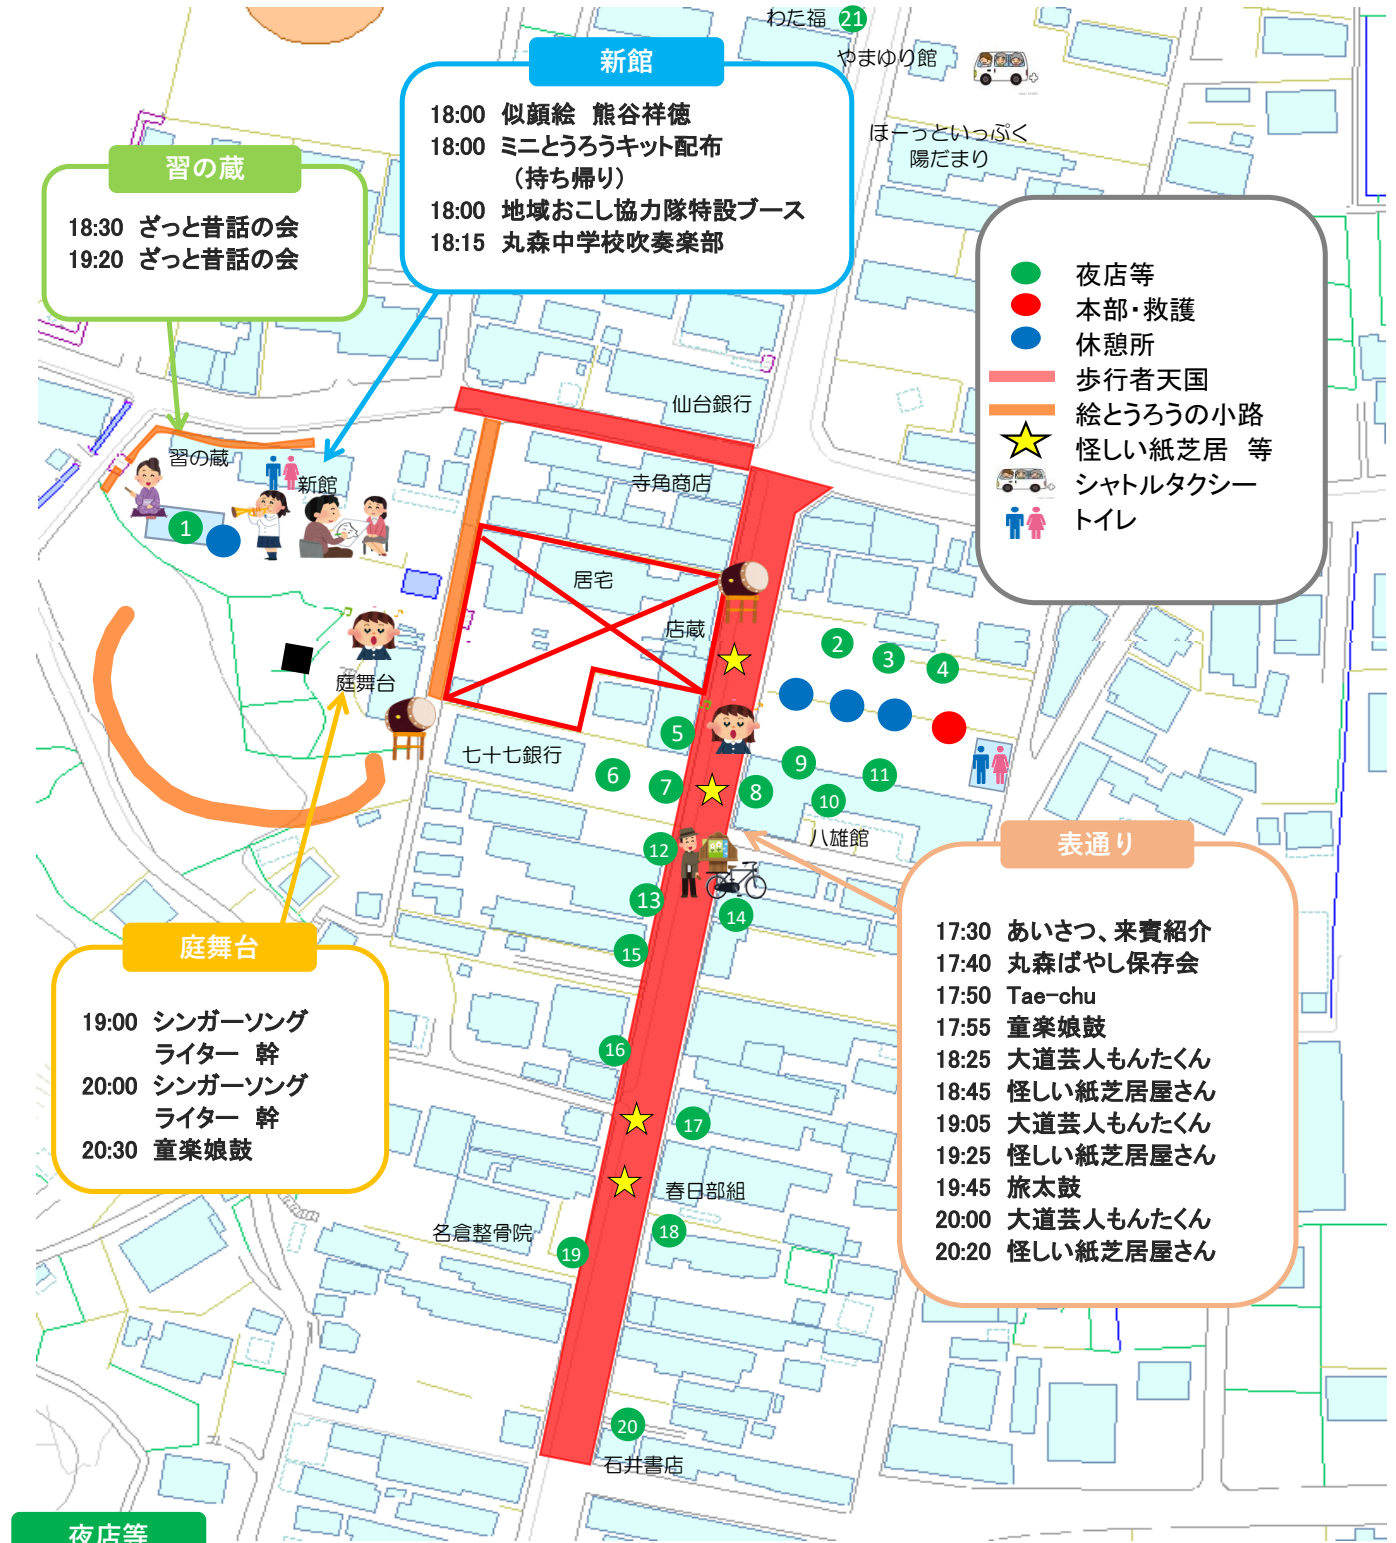 わた福 21
やまゆり館
ほーっといっぷく
陽だまり
新館
18:00 似顔絵 熊谷祥徳
18:00 ミニとうろうキット配布
(持ち帰り)
18:00 地域おこし協力隊特設ブース
18:15 丸森中学校吹奏楽部
習の蔵
18:30 ざっと昔話の会
19:20 ざっと昔話の会
夜店等
本部・救護
休憩所
歩行者天国
絵とうろうの小路
怪しい紙芝居 等
シャトルタクシー
トイレ
仙台銀行
習の蔵
新館
寺角商店
1
居宅
店蔵
2
3
4
庭舞台
5
七十七銀行
6
7
8
9
10
11
八雄館
12
13
14
15
16
17
春日部組
18
名倉整骨院
19
20
石井書店
表通り
17:30 あいさつ、来賓紹介
17:40 丸森ばやし保存会
17:50 Tae-chu
17:55 童楽娘鼓
18:25 大道芸人もんたくん
18:45 怪しい紙芝居屋さん
19:05 大道芸人もんたくん
19:25 怪しい紙芝居屋さん
19:45 旅太鼓
20:00 大道芸人もんたくん
20:20 怪しい紙芝居屋さん
庭舞台
19:00 シンガーソング
ライター 幹
20:00 シンガーソング
ライター 幹
20:30 童楽娘鼓
夜店等